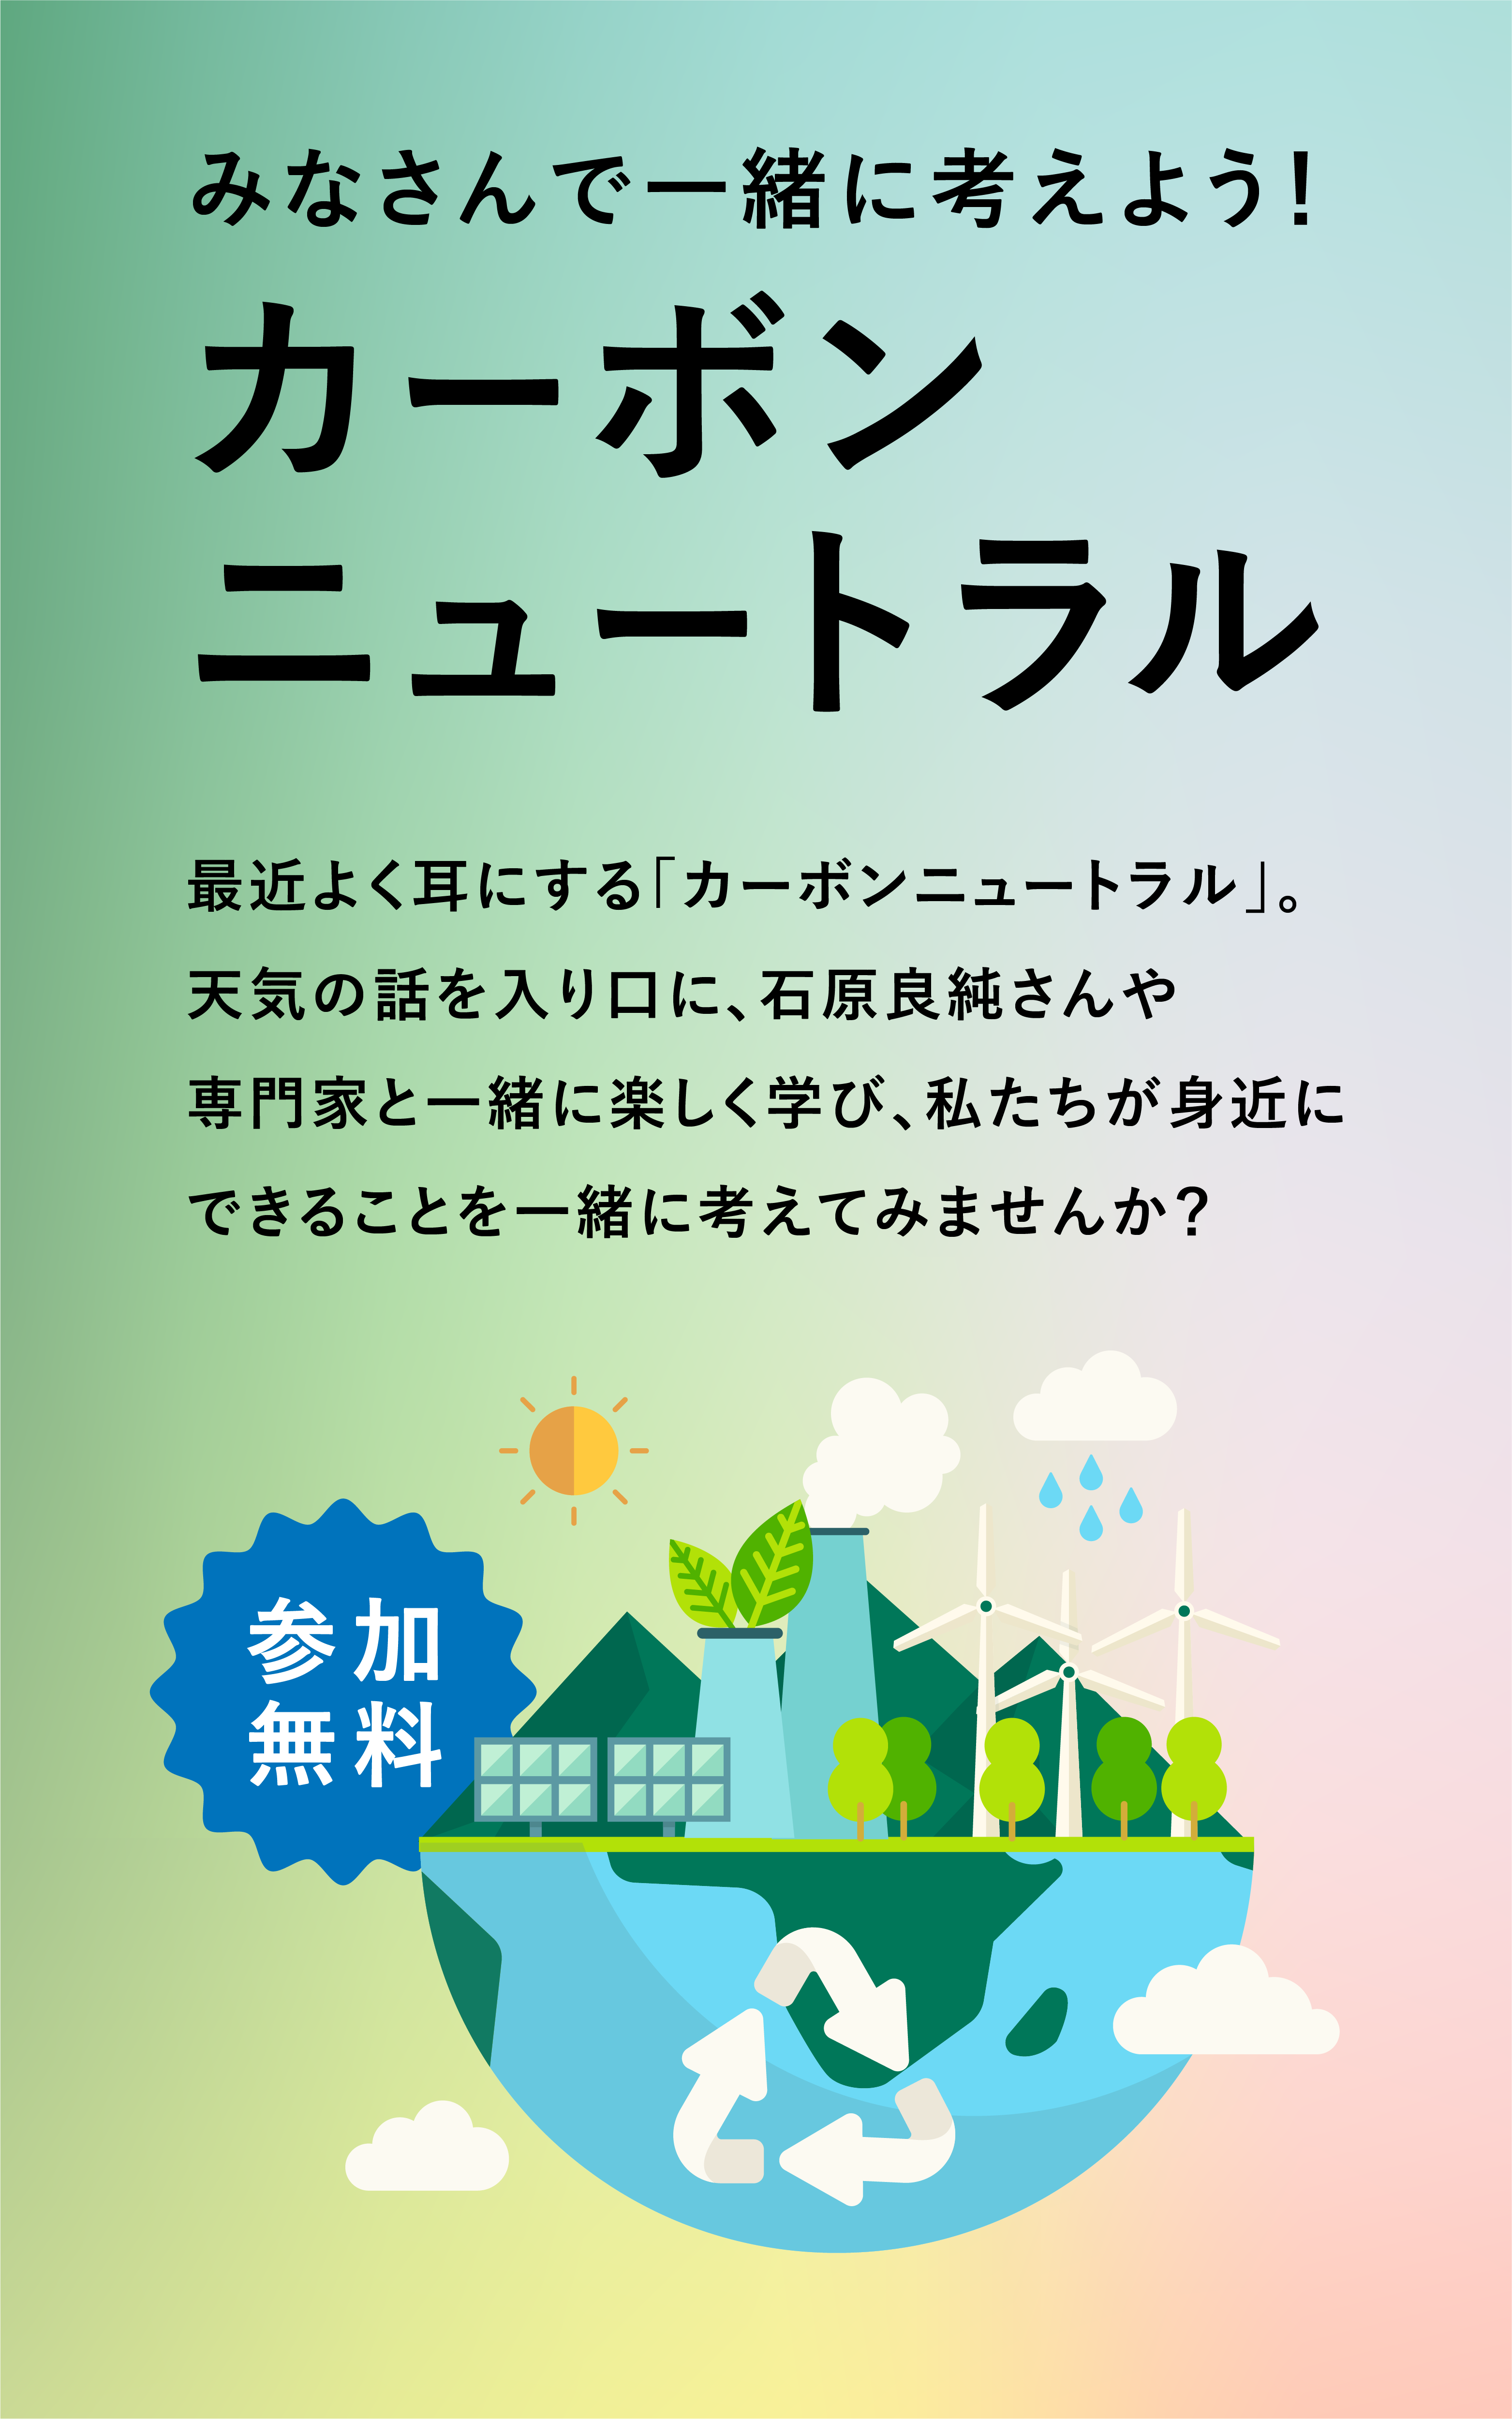 みなさんで一緒に考えよう!
カーボン
ニュートラル
最近よく耳にする「カーボンニュートラル」。
天気の話を入り口に、石原良純さんや
専門家と一緒に楽しく学び、私たちが身近に
できることを一緒に考えてみませんか?
参加
無料